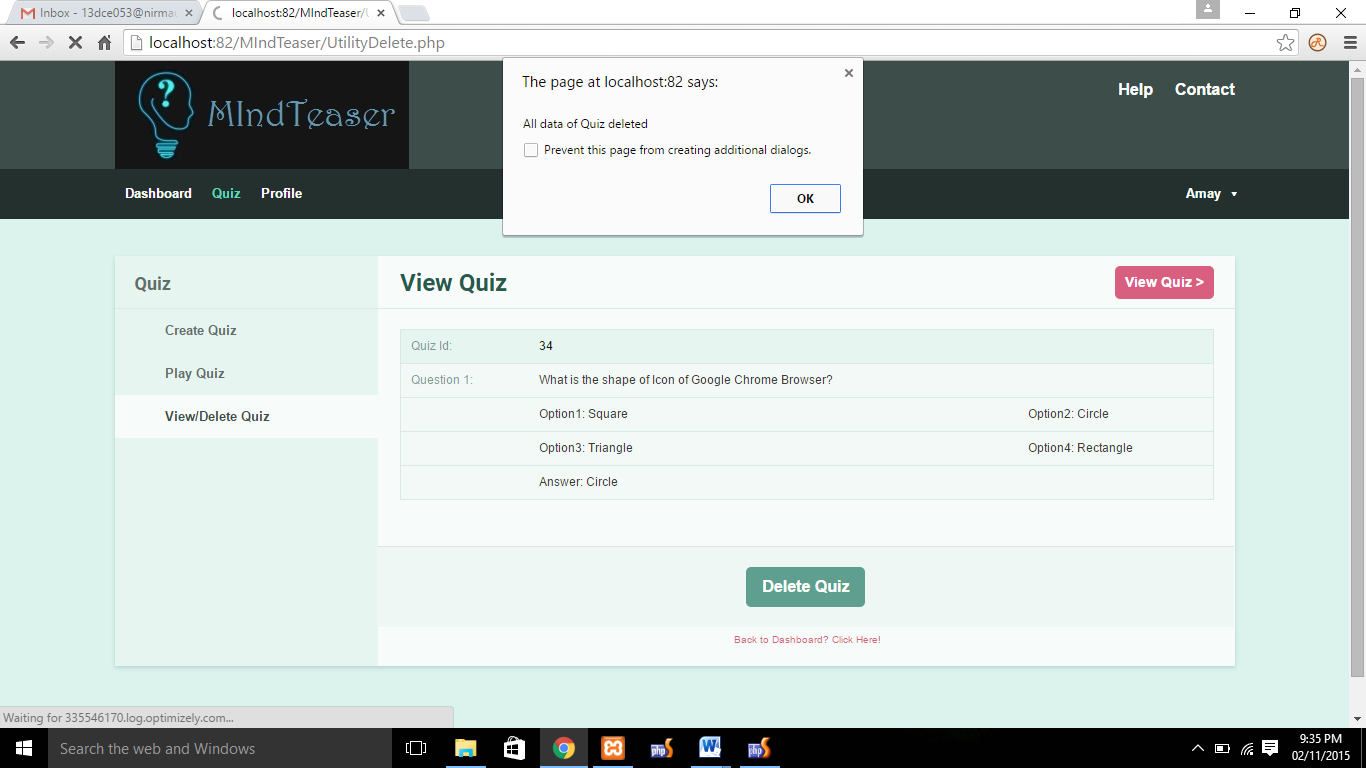 Inbox - 13dce053@nirma
localhost:82/MIndTeaser/U
localhost:82/MIndTeaser/UtilityDelete.php
The page at localhost:82 says:
All data of Quiz deleted
Prevent this page from creating additional dialogs.
OK
?
MIndTeaser
Help Contact
Dashboard Quiz Profile Amay
Quiz
Create Quiz
Play Quiz
View/Delete Quiz
View Quiz
View Quiz >
Quiz Id: 34
Question 1: What is the shape of Icon of Google Chrome Browser?
Option1: Square Option2: Circle
Option3: Triangle Option4: Rectangle
Answer: Circle
Delete Quiz
Back to Dashboard? Click Here!
Waiting for 335546170.log.optimizely.com...
Search the web and Windows
php
W
php
9:35 PM
02/11/2015